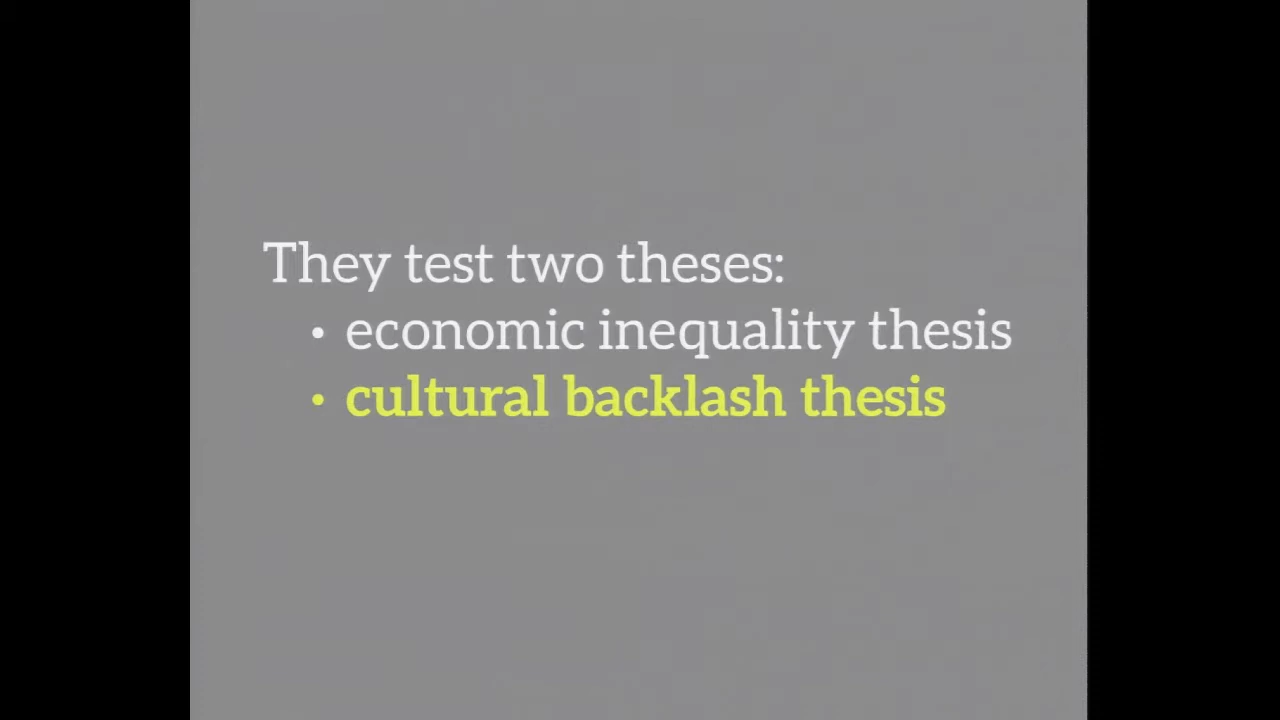 They test two theses:
• economic inequality thesis
• cultural backlash thesis